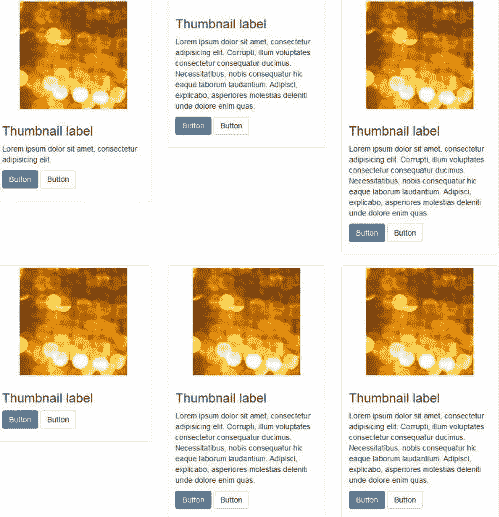 Thumbnail label
Lorem ipsum dolor sit amet, consectetur
adipisicing elit.
Button Button
Thumbnail label
Lorem ipsum dolor sit amet, consectetur
adipisicing elit. Corrupti, illum voluptates
consectetur consequatur ducimus.
Necessitatibus, nobis consequatur hic
eaque laborum laudantium. Adipisci,
explicabo, asperiores molestias deleniti
unde dolore enim quas.
Button Button
Thumbnail label
Lorem ipsum dolor sit amet, consectetur
adipisicing elit. Corrupti, illum voluptates
consectetur consequatur ducimus.
Necessitatibus, nobis consequatur hic
eaque laborum laudantium. Adipisci,
explicabo, asperiores molestias deleniti
unde dolore enim quas.
Button Button
Thumbnail label
Button Button
Thumbnail label
Lorem ipsum dolor sit amet, consectetur
adipisicing elit. Corrupti, illum voluptates
consectetur consequatur ducimus.
Necessitatibus, nobis consequatur hic
eaque laborum laudantium. Adipisci,
explicabo, asperiores molestias deleniti
unde dolore enim quas.
Button Button
Thumbnail label
Lorem ipsum dolor sit amet, consectetur
adipisicing elit. Corrupti, illum voluptates
consectetur consequatur ducimus.
Necessitatibus, nobis consequatur hic
eaque laborum laudantium. Adipisci,
explicabo, asperiores molestias deleniti
unde dolore enim quas.
Button Button